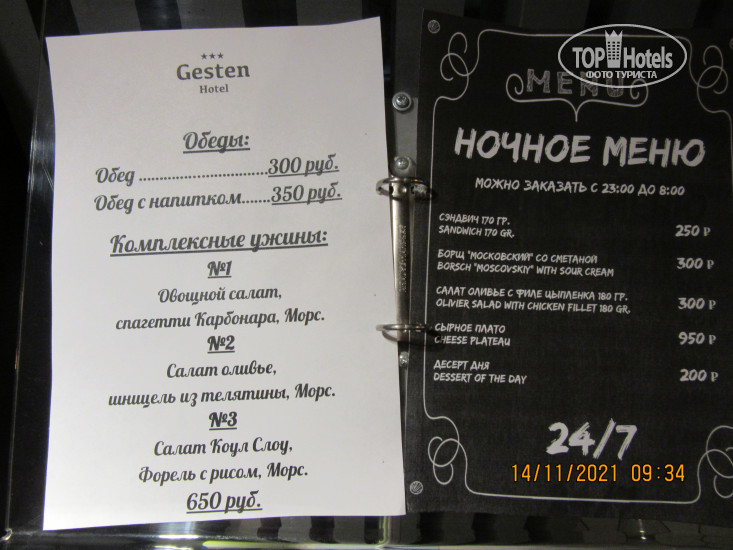 ★★★
Gesten
Hotel
Обеды:
Обед ..............................300 руб.
Обед с напитком.......350 руб.
Комплексные ужины:
№1
Овощной салат,
спагетти Карбонара, Морс.
№2
Салат оливье,
шницель из телятины, Морс.
№3
Салат Коул Слоу,
Форель с рисом, Морс.
650 руб.
TOP Hotels
ФОТО ТУРИСТА
MENU
НОЧНОЕ МЕНЮ
МОЖНО ЗАКАЗАТЬ С 23:00 ДО 8:00
СЭНДВИЧ 170 ГР.
SANDWICH 170 GR. 250 ₽
БОРЩ "МОСКОВСКИЙ" СО СМЕТАНОЙ
BORSCH "MOSCOVSKIY" WITH SOUR CREAM 300 ₽
САЛАТ ОЛИВЬЕ С ФИЛЕ ЦЫПЛЕНКА 180 ГР.
OLIVIER SALAD WITH CHICKEN FILLET 180 GR. 300 ₽
СЫРНОЕ ПЛАТО
CHEESE PLATEAU 950 ₽
ДЕСЕРТ ДНЯ
DESSERT OF THE DAY 200 ₽
24/7
14/11/2021 09:34